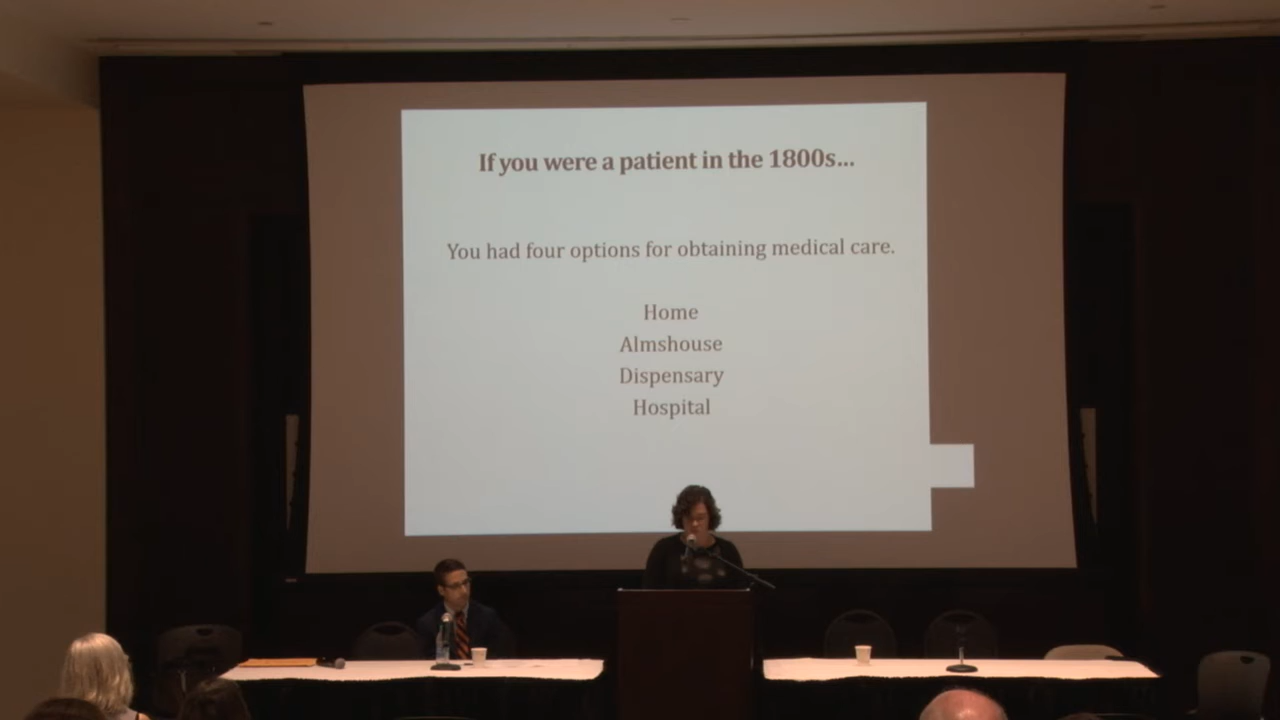 If you were a patient in the 1800s...
You had four options for obtaining medical care.
Home
Almshouse
Dispensary
Hospital